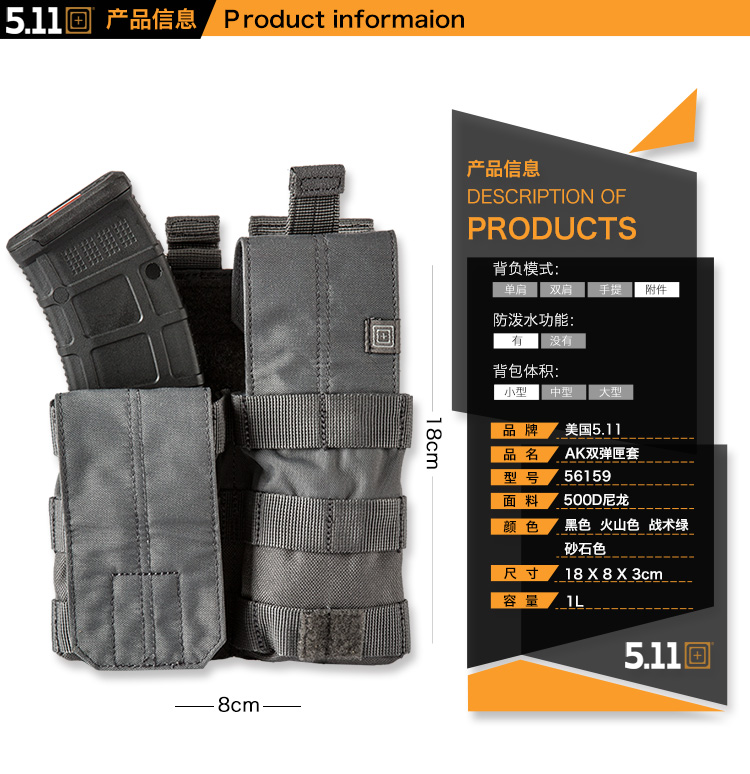 5.11 产品信息 Product informaion
产品信息
DESCRIPTION OF
PRODUCTS
背负模式:
单肩 双肩 手提 附件
防泼水功能:
有 没有
背包体积:
小型 中型 大型
品 牌 美国5.11
品 名 AK双弹匣套
型 号 56159
面 料 500D尼龙
颜 色 黑色 火山色 战术绿
砂石色
尺 寸 18 X 8 X 3cm
容 量 1L
5.11
18cm
8cm